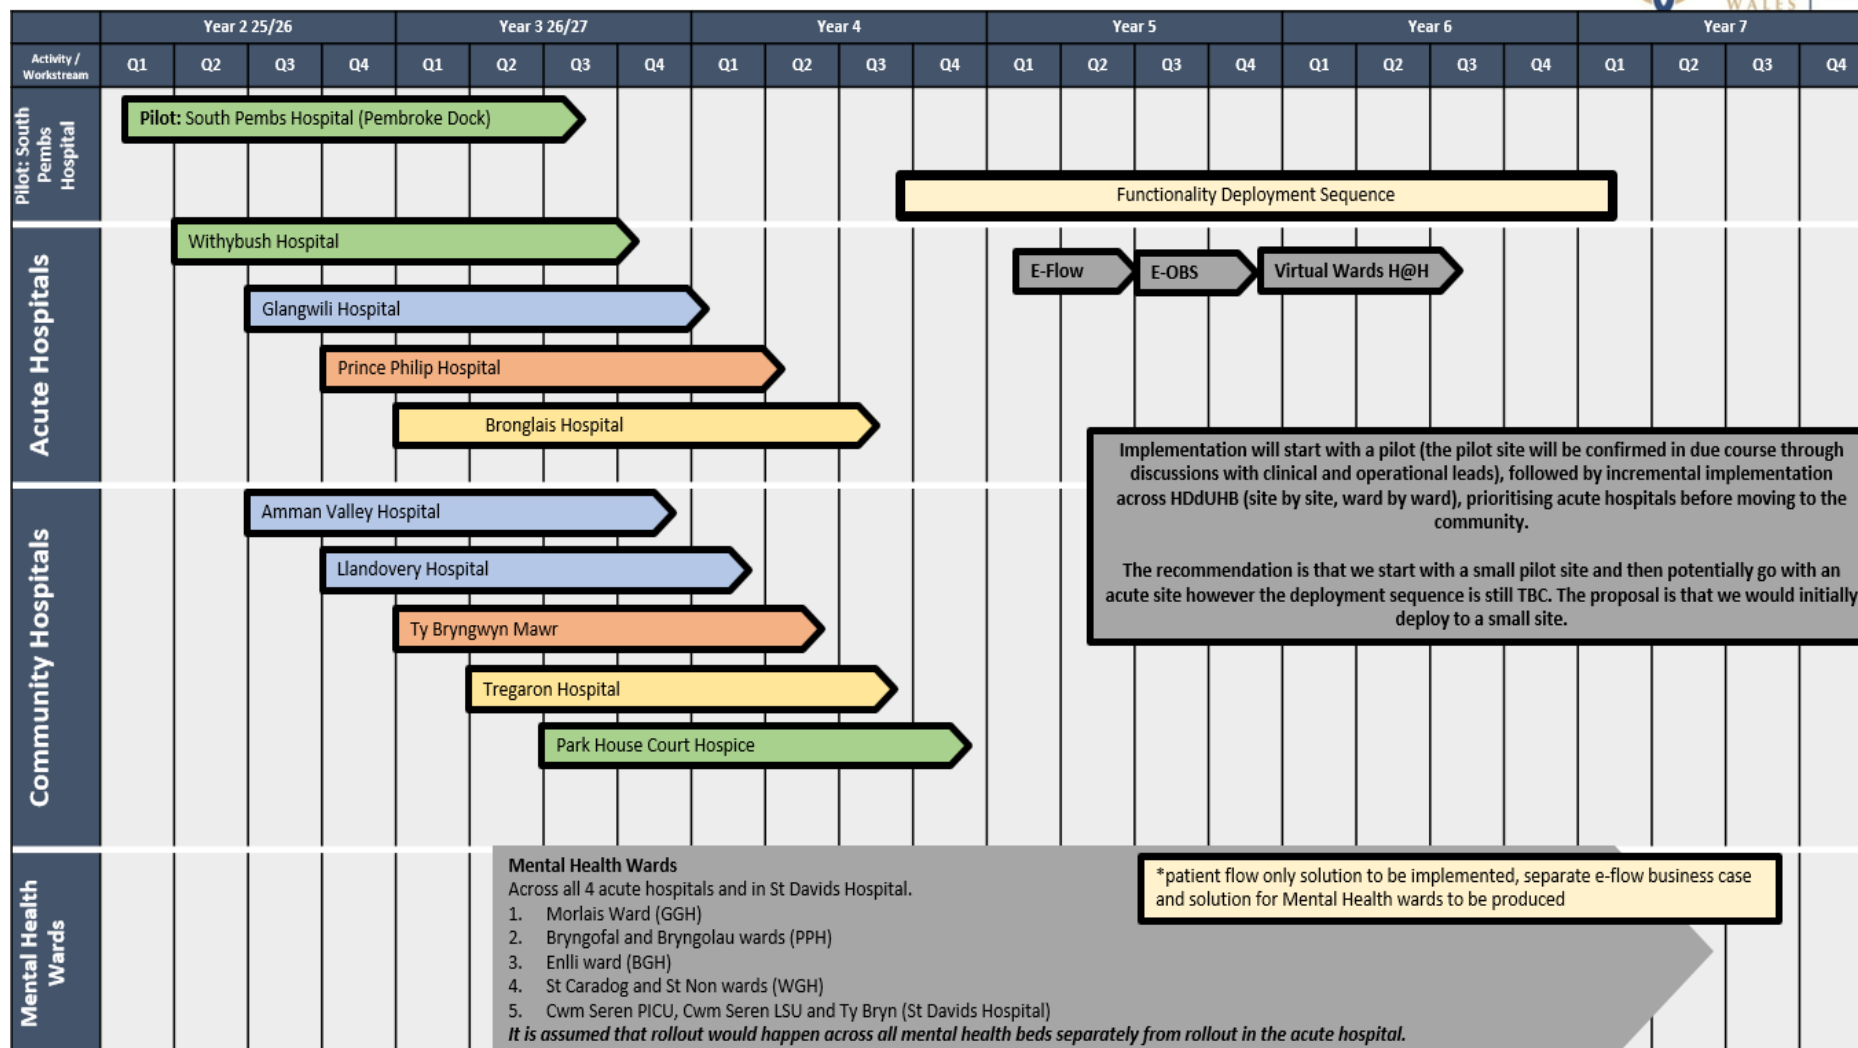 WALES
Year 2 25/26
Year 3 26/27
Year 4
Year 5
Year 6
Year 7
Activity /
Workstream
Q1 Q2 Q3 Q4 Q1 Q2 Q3 Q4 Q1 Q2 Q3 Q4 Q1 Q2 Q3 Q4 Q1 Q2 Q3 Q4 Q1 Q2 Q3 Q4
Pilot: South
Pembs
Hospital
Pilot: South Pembs Hospital (Pembroke Dock)
Functionality Deployment Sequence
Acute Hospitals
Withybush Hospital
E-Flow
E-OBS
Virtual Wards H@H
Glangwili Hospital
Prince Philip Hospital
Bronglais Hospital
Implementation will start with a pilot (the pilot site will be confirmed in due course through
discussions with clinical and operational leads), followed by incremental implementation
across HDdUHB (site by site, ward by ward), prioritising acute hospitals before moving to the
community.
The recommendation is that we start with a small pilot site and then potentially go with an
acute site however the deployment sequence is still TBC. The proposal is that we would initially
deploy to a small site.
Community Hospitals
Amman Valley Hospital
Llandovery Hospital
Ty Bryngwyn Mawr
Tregaron Hospital
Park House Court Hospice
Mental Health
Wards
Mental Health Wards
Across all 4 acute hospitals and in St Davids Hospital.
1. Morlais Ward (GGH)
2. Bryngofal and Bryngolau wards (PPH)
3. Enlli ward (BGH)
4. St Caradog and St Non wards (WGH)
5. Cwm Seren PICU, Cwm Seren LSU and Ty Bryn (St Davids Hospital)
It is assumed that rollout would happen across all mental health beds separately from rollout in the acute hospital.
*patient flow only solution to be implemented, separate e-flow business case
and solution for Mental Health wards to be produced